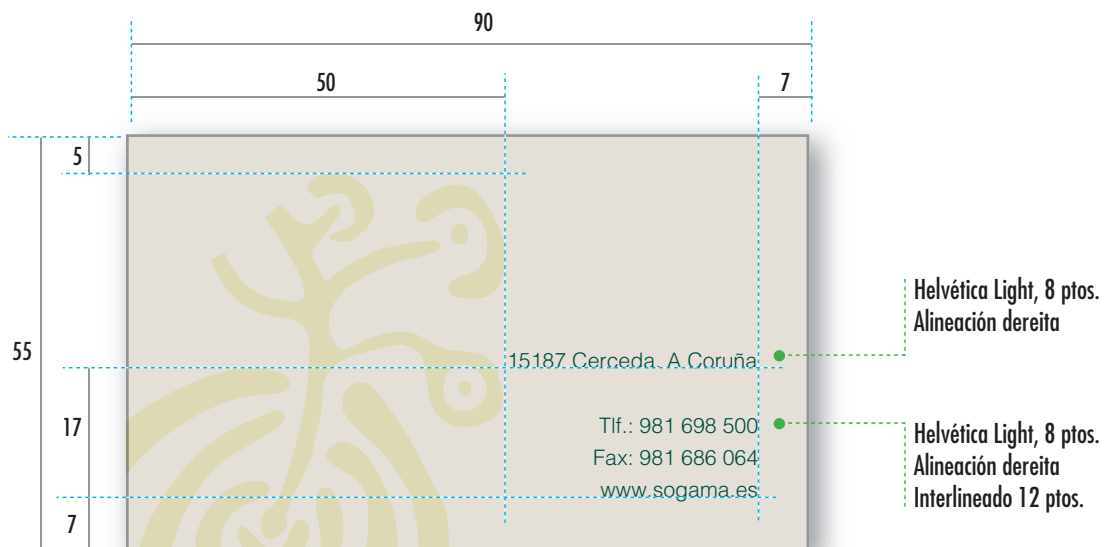 90
50
7
5
55
17
7
15187 Cerceda. A Coruña
Tlf.: 981 698 500
Fax: 981 686 064
www.sogama.es
Helvética Light, 8 ptos.
Alineación dereita
Helvética Light, 8 ptos.
Alineación dereita
Interlineado 12 ptos.